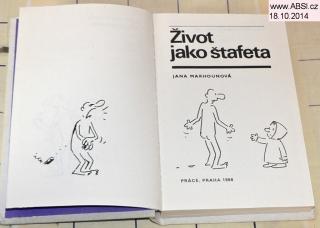 www.ABSI.cz
18.10.2014
Život
jako štafeta
JANA MARHOUNOVÁ
PRÁCE, PRAHA 1986